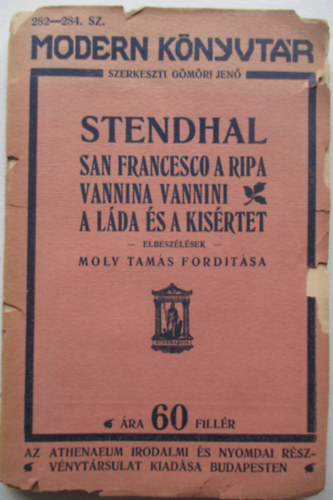 282—284. SZ.
MODERN KÖNYVTÁR
SZERKESZTI GÖMÖRI JENŐ
STENDHAL
SAN FRANCESCO A RIPA
VANNINA VANNINI
A LÁDA ÉS A KISÉRTET
— ELBESZÉLÉSEK —
MOLY TAMÁS FORDITÁSA
ÁRA 60 FILLÉR
AZ ATHENAEUM IRODALMI ÉS NYOMDAI RÉSZ-
VÉNYTÁRSULAT KIADÁSA BUDAPESTEN